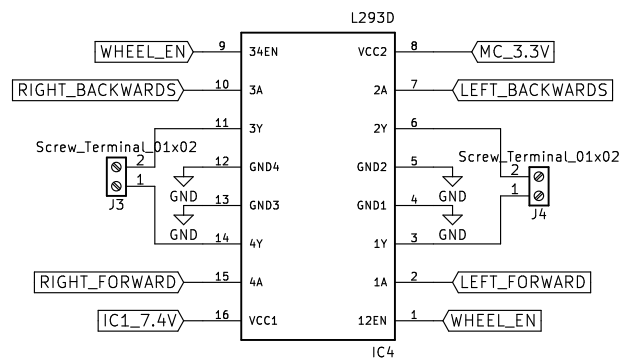 L293D
WHEEL_EN 9 34EN VCC2 8 MC_3.3V
RIGHT_BACKWARDS 10 3A 2A 7 LEFT_BACKWARDS
11 3Y 2Y 6
Screw_Terminal_01x02 Screw_Terminal_01x02
2 12 GND4 GND2 5 2
1 GND GND 1
J3 13 GND3 GND1 4 J4
GND GND
14 4Y 1Y 3
RIGHT_FORWARD 15 4A 1A 2 LEFT_FORWARD
IC1_7.4V 16 VCC1 12EN 1 WHEEL_EN
IC4